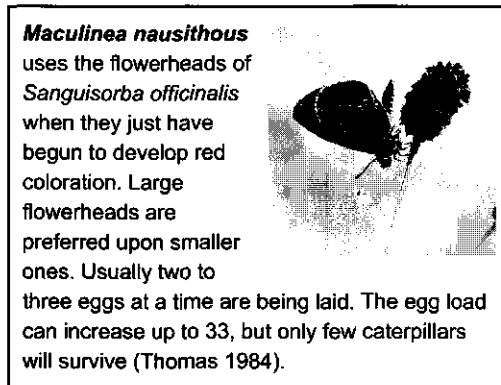 Maculinea nausithous
uses the flowerheads of
Sanguisorba officinalis
when they just have
begun to develop red
coloration. Large
flowerheads are
preferred upon smaller
ones. Usually two to
three eggs at a time are being laid. The egg load
can increase up to 33, but only few caterpillars
will survive (Thomas 1984).